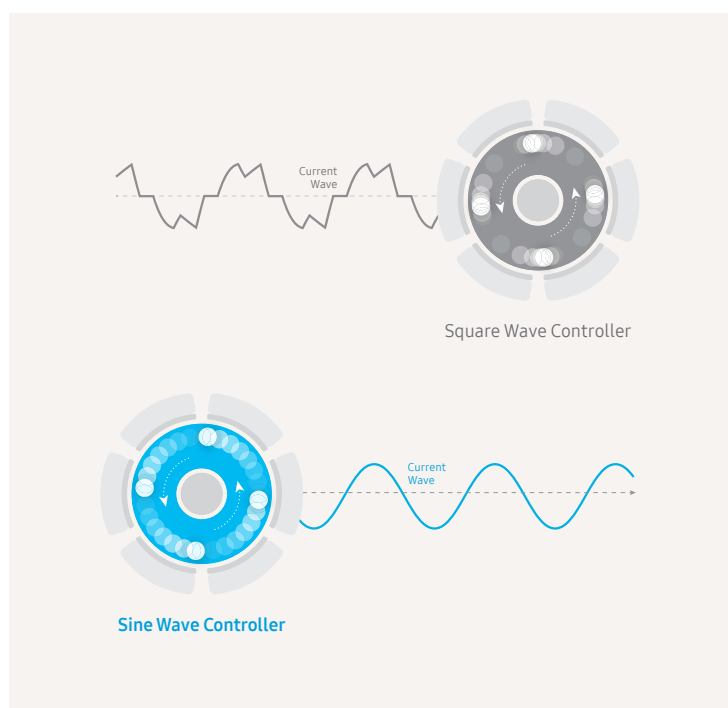 Current
Wave
Square Wave Controller
Current
Wave
Sine Wave Controller